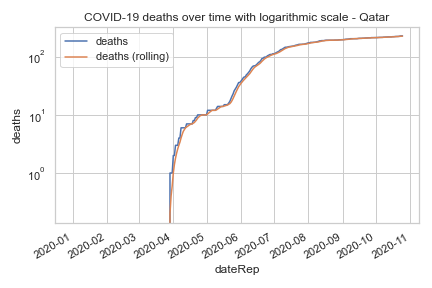 COVID-19 deaths over time with logarithmic scale - Qatar
deaths
deaths (rolling)
10²
10¹
10⁰
deaths
2020-01
2020-02
2020-03
2020-04
2020-05
2020-06
2020-07
2020-08
2020-09
2020-10
2020-11
dateRep